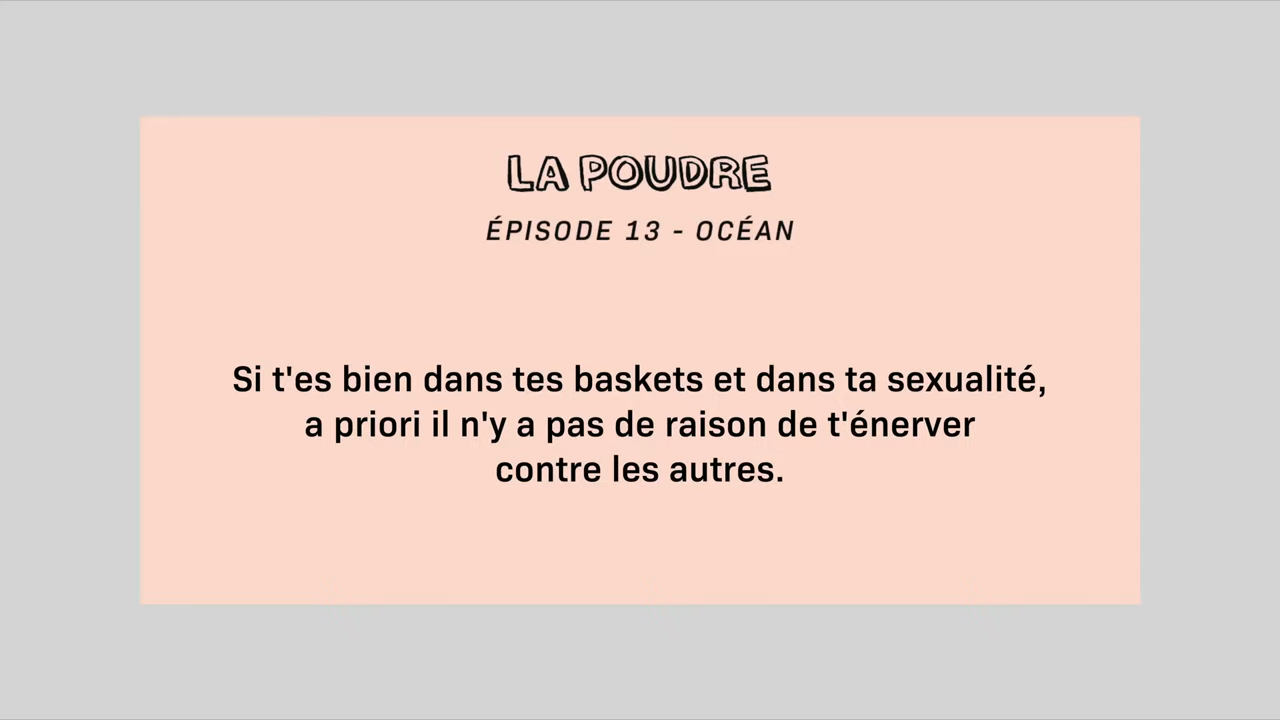 LA POUDRE
ÉPISODE 13 - OCÉAN
Si t'es bien dans tes baskets et dans ta sexualité,
a priori il n'y a pas de raison de t'énerver
contre les autres.